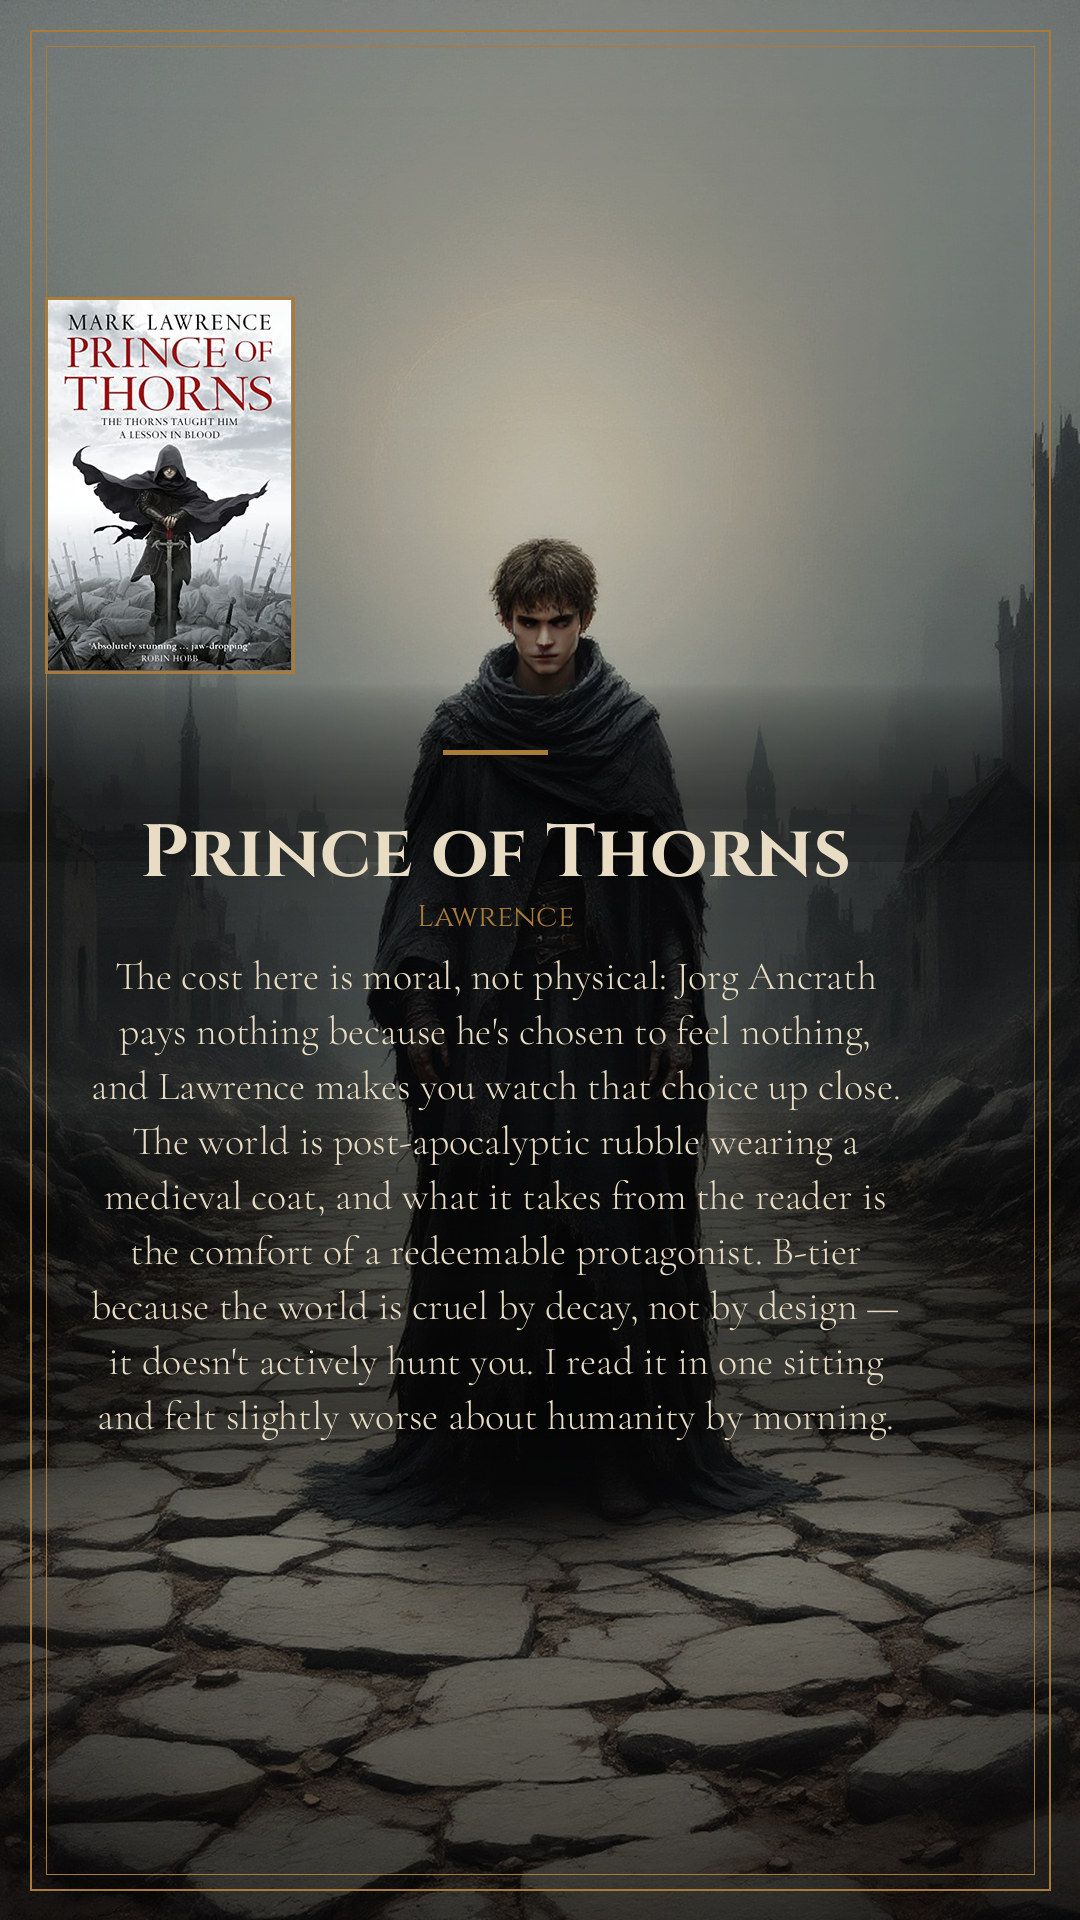 MARK LAWRENCE
PRINCE OF
THORNS
THE THORNS TAUGHT HIM
A LESSON IN BLOOD
'Absolutely stunning ... jaw-dropping'
ROBIN HOBB
Prince of Thorns
Lawrence
The cost here is moral, not physical: Jorg Ancrath
pays nothing because he's chosen to feel nothing,
and Lawrence makes you watch that choice up close.
The world is post-apocalyptic rubble wearing a
medieval coat, and what it takes from the reader is
the comfort of a redeemable protagonist. B-tier
because the world is cruel by decay, not by design —
it doesn't actively hunt you. I read it in one sitting
and felt slightly worse about humanity by morning.